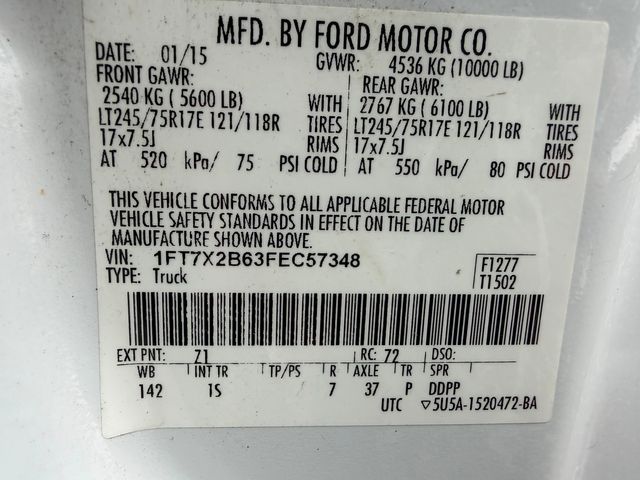 MFD. BY FORD MOTOR CO.
DATE: 01/15 GVWR: 4536 KG (10000 LB)
FRONT GAWR: REAR GAWR:
2540 KG ( 5600 LB) WITH 2767 KG ( 6100 LB) WITH
LT245/75R17E 121/118R TIRES LT245/75R17E 121/118R TIRES
17x7.5J RIMS 17x7.5J RIMS
AT 520 kPa/ 75 PSI COLD AT 550 kPa/ 80 PSI COLD
THIS VEHICLE CONFORMS TO ALL APPLICABLE FEDERAL MOTOR
VEHICLE SAFETY STANDARDS IN EFFECT ON THE DATE OF
MANUFACTURE SHOWN ABOVE.
VIN: 1FT7X2B63FEC57348 F1277
TYPE: Truck T1502
EXT PNT: Z1 RC: 72 DSO:
WB INT TR TP/PS R AXLE TR SPR
142 IS 7 37 P DDPP
UTC ▽5U5A-1520472-BA